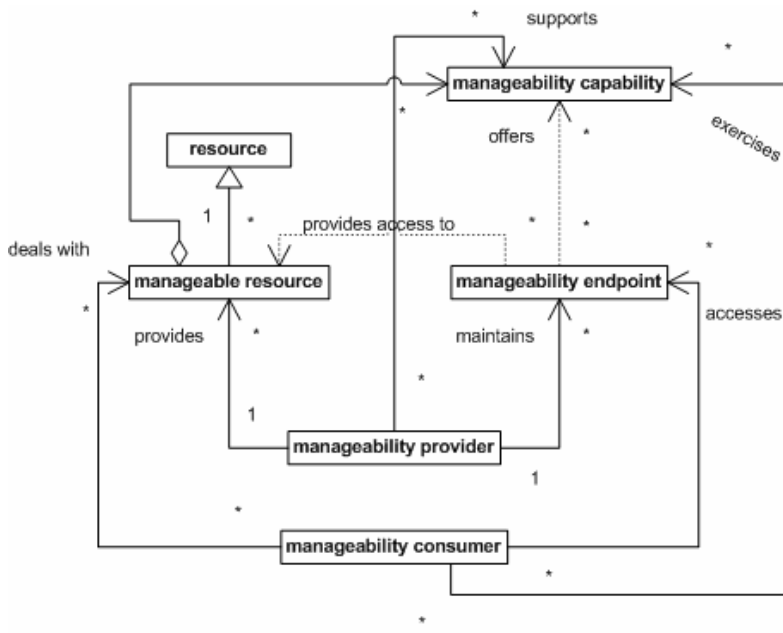 *
supports
*
manageability capability
*
exercises
offers
*
resource
1
*
provides access to
*
*
deals with
*
manageable resource
manageability endpoint
*
provides
*
maintains
*
accesses
*
1
manageability provider
1
*
manageability consumer
*
*